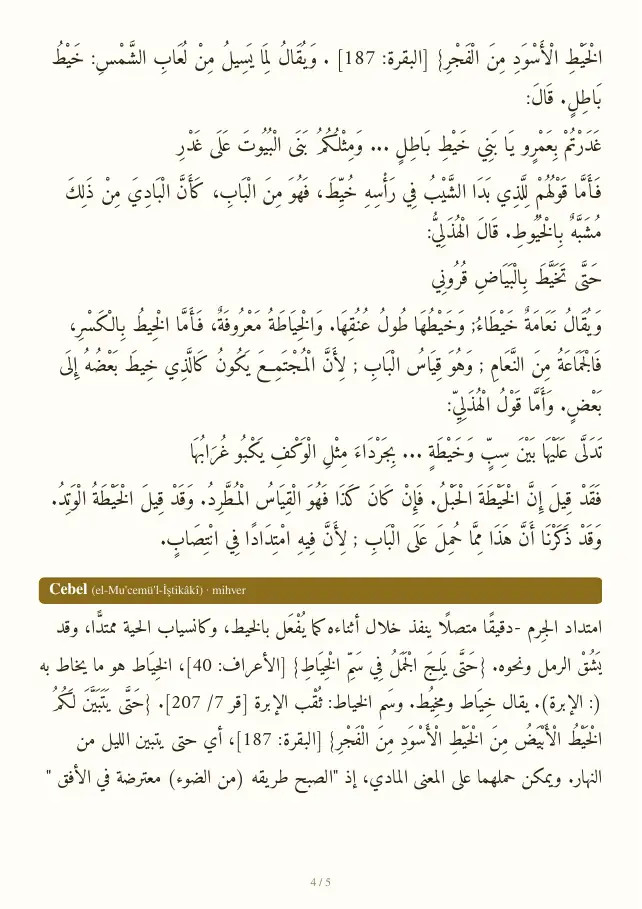 الْخَيْطِ الْأَسْوَدِ مِنَ الْفَجْرِ} [البقرة: 187] . وَيُقَالُ لِمَا يَسِيلُ مِنْ لُعَابِ الشَّمْسِ: خَيْطُ
بَاطِلٍ. قَالَ:
غَدَرْتُمْ بِعَمْرٍو يَا بَنِي خَيْطِ بَاطِلٍ ... وَمِثْلُكُمُ بَنَى الْبُيُوتَ عَلَى غَدْرِ
فَأَمَّا قَوْلُهُمْ لِلَّذِي بَدَا الشَّيْبُ فِي رَأْسِهِ خُيِّطَ، فَهُوَ مِنَ الْبَابِ، كَأَنَّ الْبَادِيَ مِنْ ذَلِكَ
مُشَبَّهٌ بِالْخُيُوطِ. قَالَ الْهُذَلِيُّ:
حَتَّى تَخَيَّطَ بِالْبَيَاضِ قُرُونِي
وَيُقَالُ نَعَامَةٌ خَيْطَاءُ; وَخَيْطُهَا طُولُ عُنُقِهَا. وَالْخِيَاطَةُ مَعْرُوفَةٌ، فَأَمَّا الْخِيطُ بِالْكَسْرِ،
فَالْجَمَاعَةُ مِنَ النَّعَامِ ; وَهُوَ قِيَاسُ الْبَابِ ; لِأَنَّ الْمُجْتَمِعَ يَكُونُ كَالَّذِي خِيطَ بَعْضُهُ إِلَى
بَعْضٍ. وَأَمَّا قَوْلُ الْهُذَلِيِّ:
تَدَلَّى عَلَيْهَا بَيْنَ سِبٍّ وَخَيْطَةٍ ... بِجَرْدَاءَ مِثْلِ الْوَكْفِ يَكْبُو غُرَابُهَا
فَقَدْ قِيلَ إِنَّ الْخَيْطَةَ الْحَبْلُ. فَإِنْ كَانَ كَذَا فَهُوَ الْقِيَاسُ الْمُطَّرِدُ. وَقَدْ قِيلَ الْخَيْطَةُ الْوَتِدُ.
وَقَدْ ذَكَرْنَا أَنَّ هَذَا مِمَّا حُمِلَ عَلَى الْبَابِ ; لِأَنَّ فِيهِ امْتِدَادًا فِي انْتِصَابٍ.
Cebel (el-Mu'cemü'l-İştikâkî) · mihver
امتداد الجِرم -دقيقًا متصلًا ينفذ خلال أثناءه كما يُفْعَل بالخيط، وكانسياب الحية ممتدًّا، وقد
يَشُقْ الرمل ونحوه. {حَتَّى يَلِجَ الْجَمَلُ فِي سَمِّ الْخِيَاطِ} [الأعراف: 40]، الخِيَاط هو ما يخاط به
(: الإبرة). يقال خِيَاط ومِخْيَط. وسَم الخياط: ثُقْب الإبرة [قر 7/ 207]. {حَتَّى يَتَبَيَّنَ لَكُمُ
الْخَيْطُ الْأَبْيَضُ مِنَ الْخَيْطِ الْأَسْوَدِ مِنَ الْفَجْرِ} [البقرة: 187]، أي حتى يتبين الليل من
النهار. ويمكن حملهما على المعنى المادي، إذ "الصبح طريقه (من الضوء) معترضة في الأفق "
4 / 5